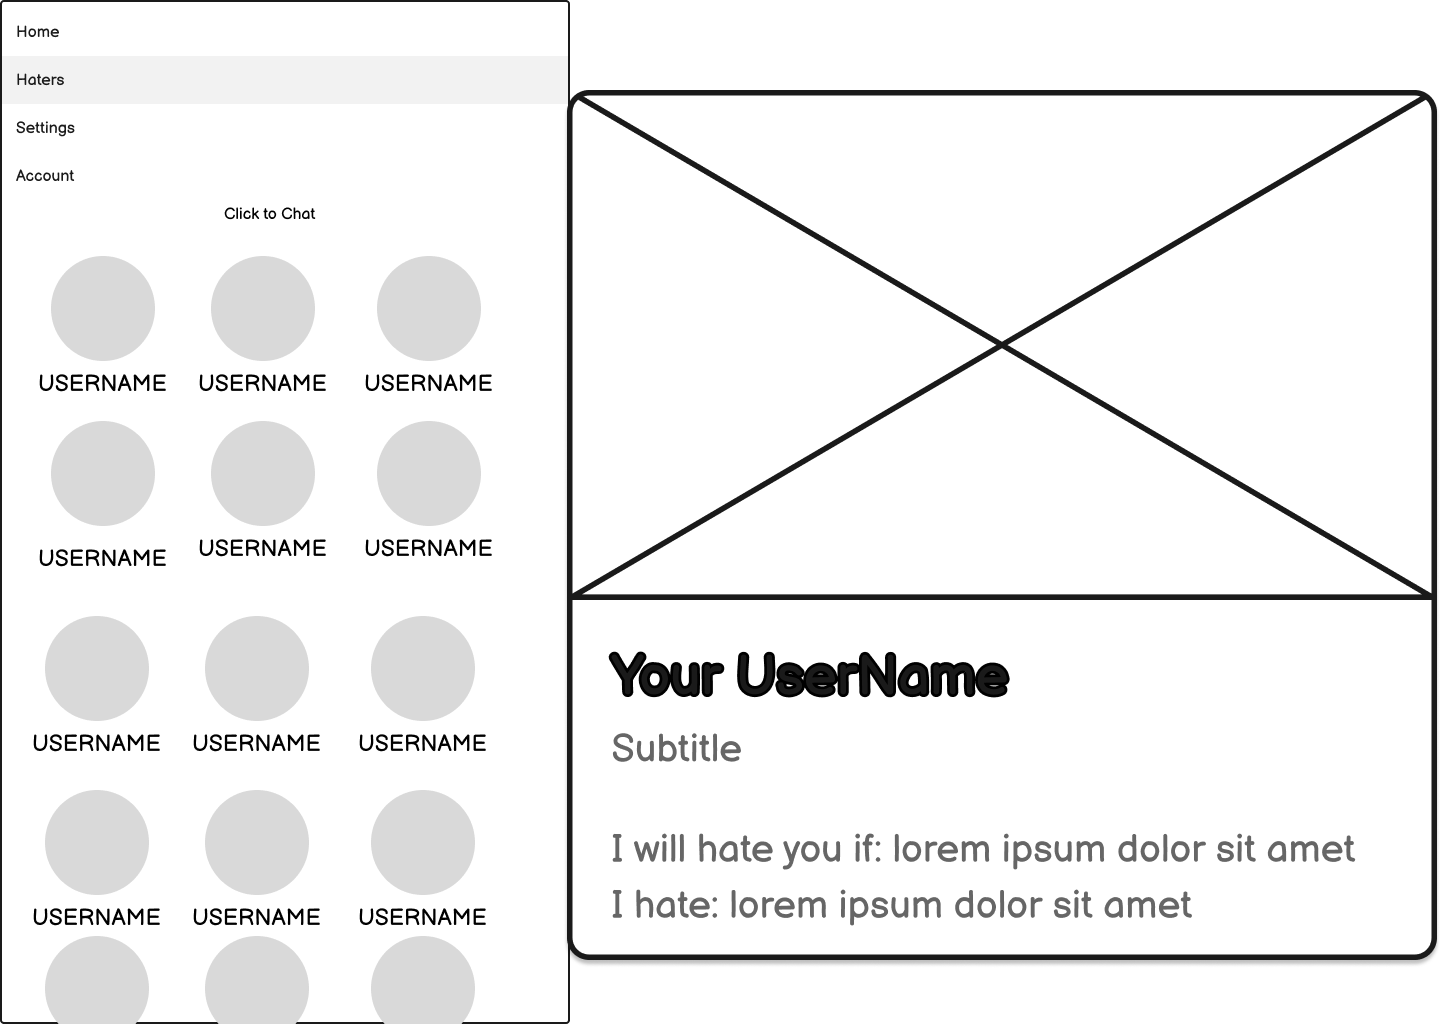 Home
Haters
Settings
Account
Click to Chat
USERNAME USERNAME USERNAME
USERNAME USERNAME USERNAME
USERNAME USERNAME USERNAME
USERNAME USERNAME USERNAME
Your UserName
Subtitle
I will hate you if: lorem ipsum dolor sit amet
I hate: lorem ipsum dolor sit amet